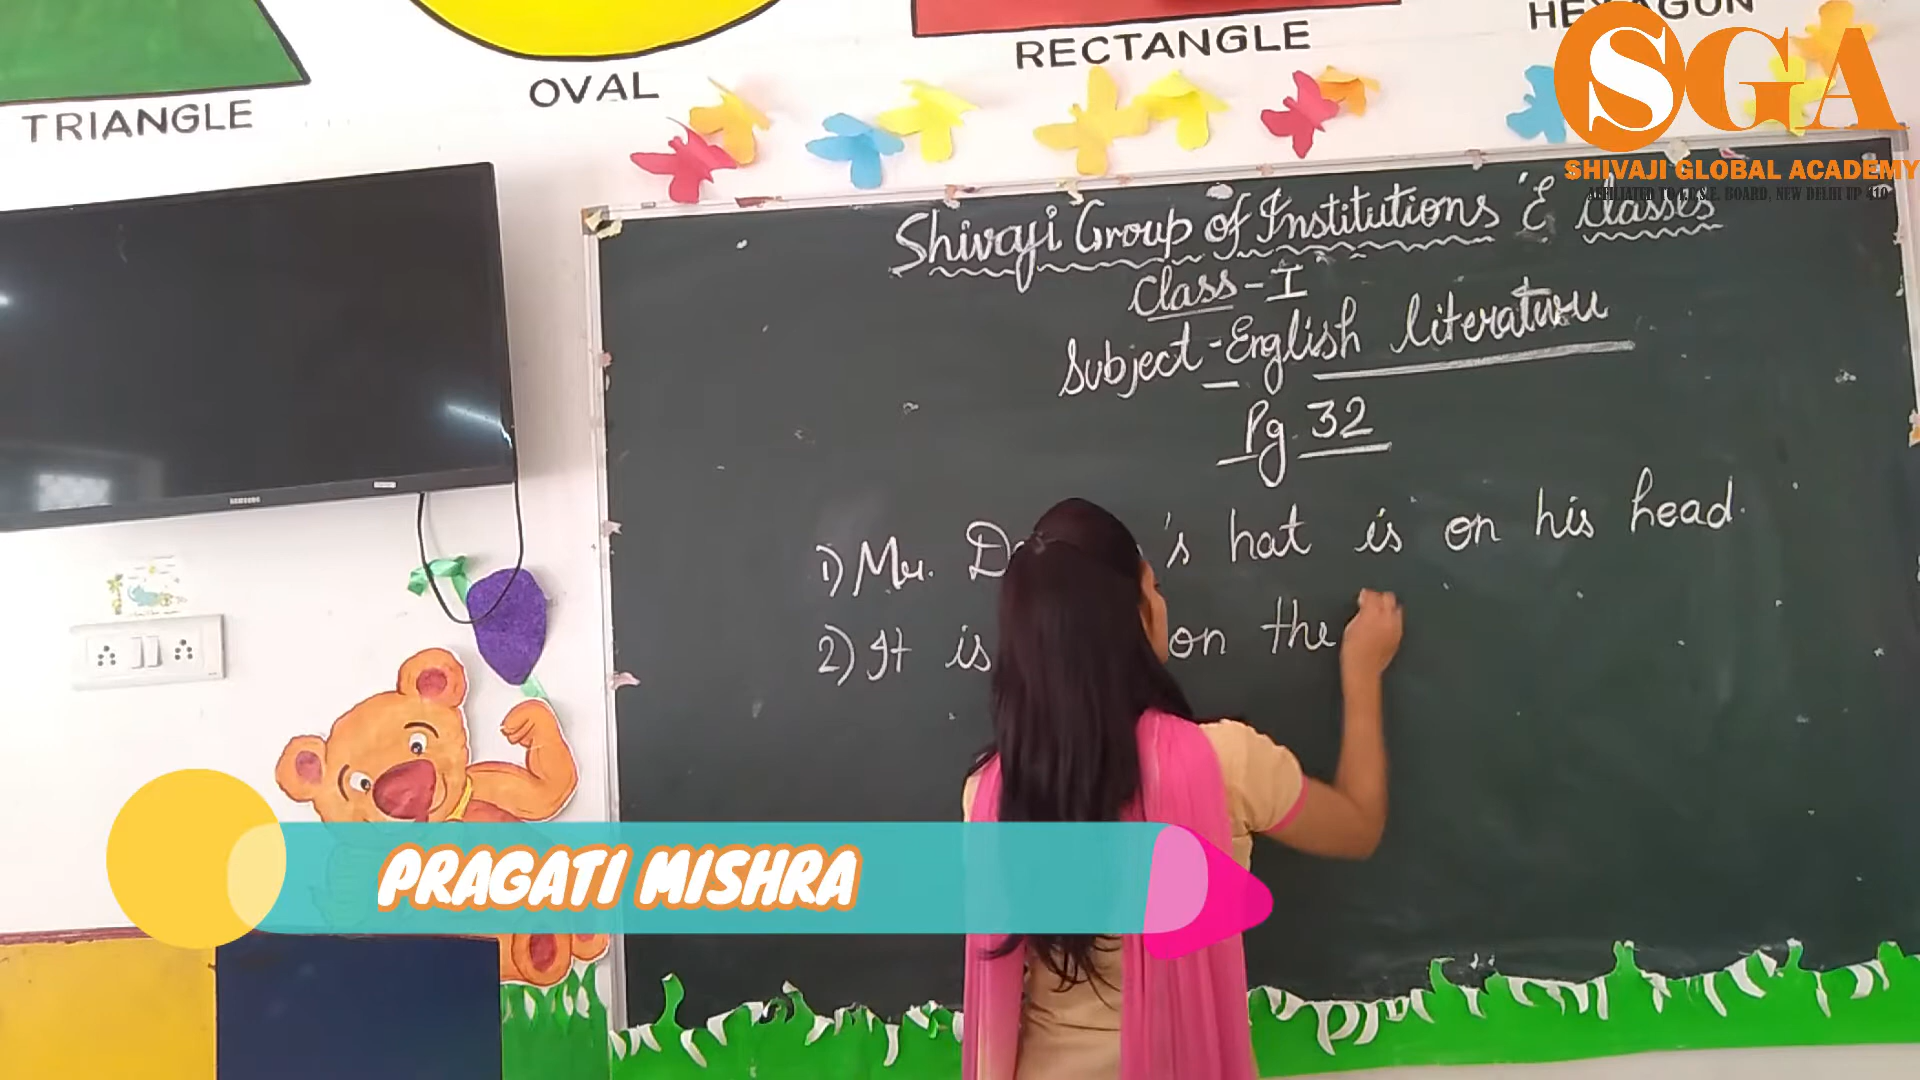 TRIANGLE
OVAL
RECTANGLE
HEXAGON
SGA
SHIVAJI GLOBAL ACADEMY
Shivaji Group of Institutions & Classes
Class-I
Subject-English Literature
Pg. 32
1) Mr. 's hat is on his head.
2) It is on the
SAMSUNG
PRAGATI MISHRA